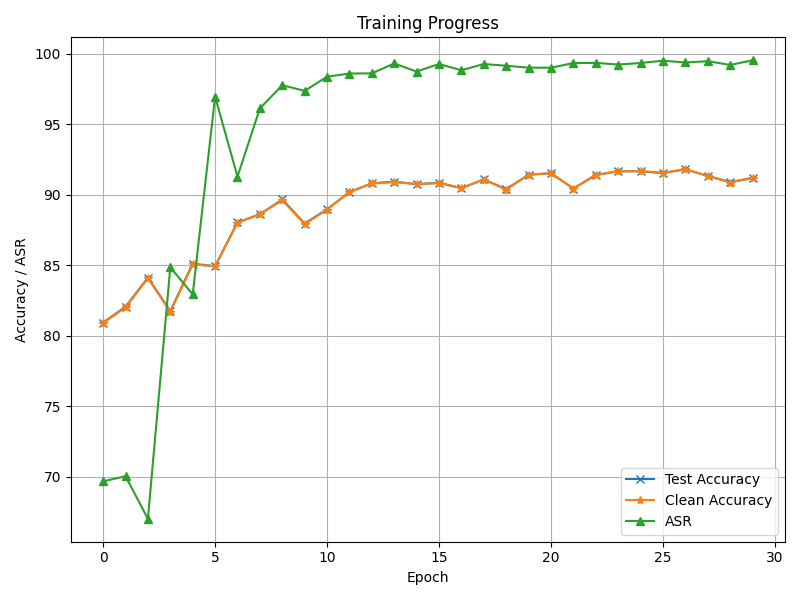 Training Progress
100
95
90
85
80
75
70
Accuracy / ASR
0 5 10 15 20 25 30
Epoch
Test Accuracy
Clean Accuracy
ASR